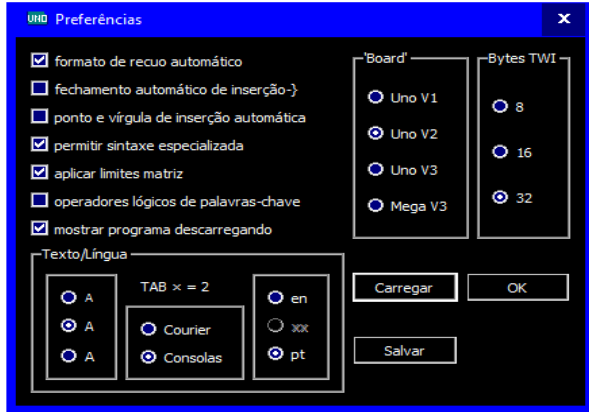 UNO Preferências x
formato de recuo automático
fechamento automático de inserção-}
ponto e vírgula de inserção automática
permitir sintaxe especializada
aplicar limites matriz
operadores lógicos de palavras-chave
mostrar programa descarregando
'Board'
Uno V1
Uno V2
Uno V3
Mega V3
Bytes TWI
8
16
32
Texto/Língua
A
A
A
TAB × = 2
Courier
Consolas
en
xx
pt
Carregar
OK
Salvar